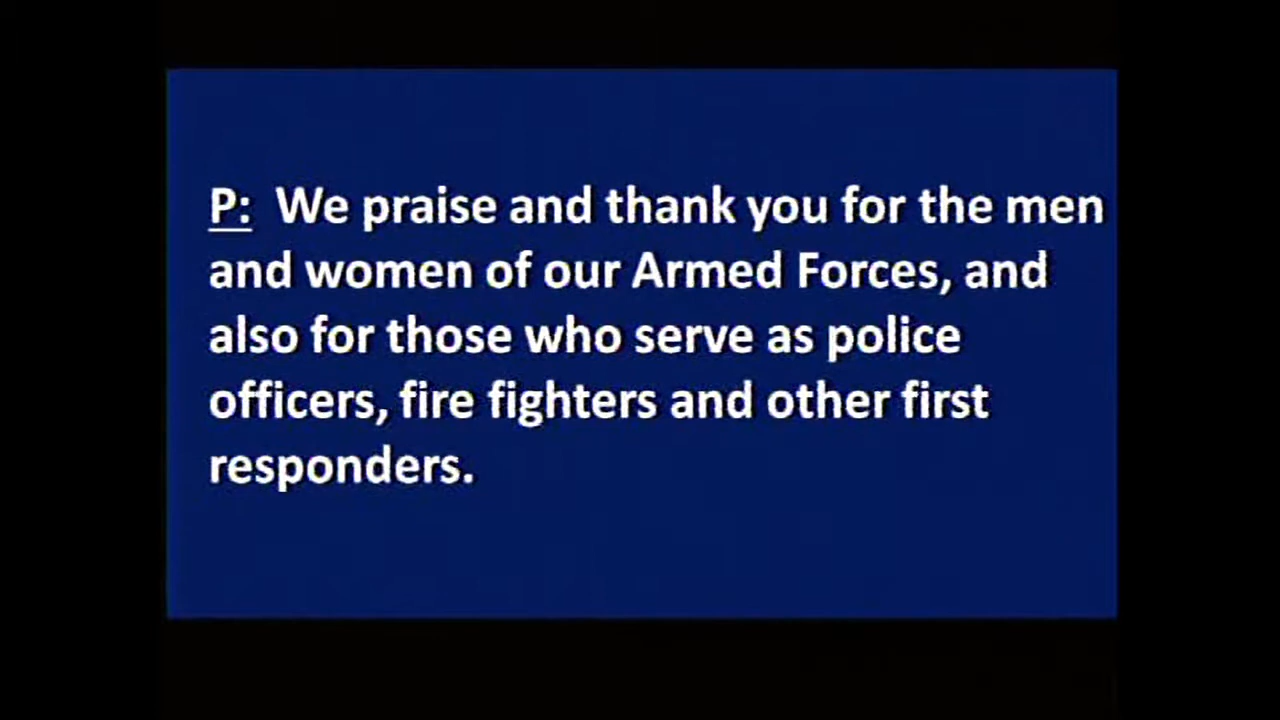 P: We praise and thank you for the men
and women of our Armed Forces, and
also for those who serve as police
officers, fire fighters and other first
responders.